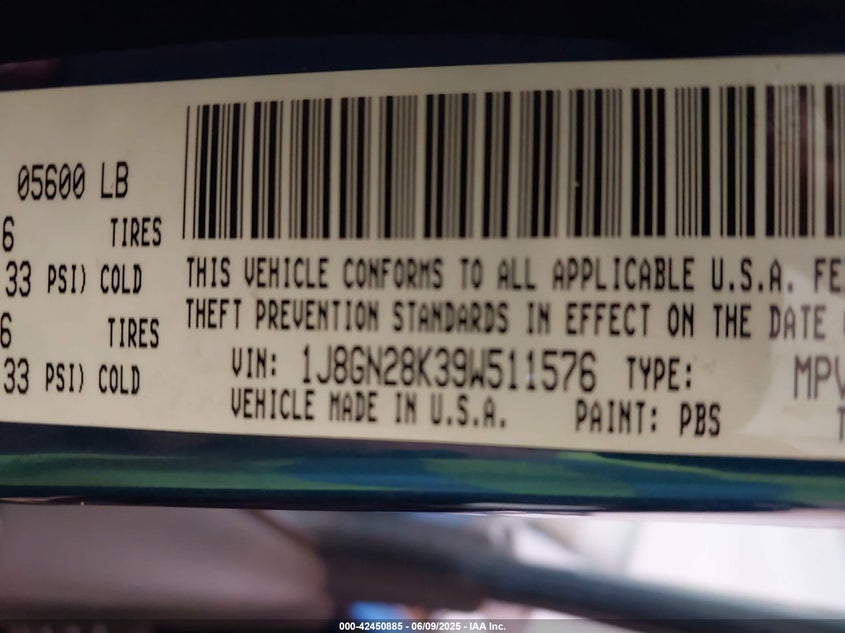 05600 LB
6 TIRES
33 PSI) COLD
6 TIRES
33 PSI) COLD
THIS VEHICLE CONFORMS TO ALL APPLICABLE U.S.A. FE
THEFT PREVENTION STANDARDS IN EFFECT ON THE DATE
VIN: 1J8GN28K39W511576 TYPE: MPV
VEHICLE MADE IN U.S.A. PAINT: PBS
000-42450885 - 06/09/2025 - IAA Inc.